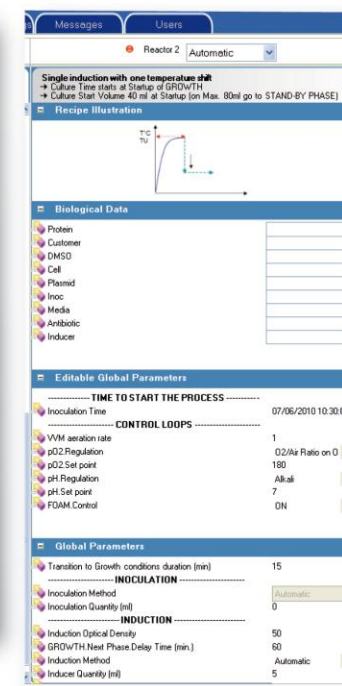 Messages Users
Reactor 2 Automatic
Single induction with one temperature shift
→ Culture Time starts at Startup of GROWTH
→ Culture Start Volume 40 ml at Startup (on Max. 80ml go to STAND-BY PHASE)
Recipe Illustration
T°C
TU
Biological Data
Protein
Customer
DMSO
Cell
Plasmid
Inoc
Media
Antibiotic
Inducer
Editable Global Parameters
-------------- TIME TO START THE PROCESS -----------
Inoculation Time 07/06/2010 10:30:
-------------------- CONTROL LOOPS --------------------
VVM aeration rate 1
pO2.Regulation O2/Air Ratio on O
pO2.Set point 180
pH.Regulation Alkali
pH.Set point 7
FOAM.Control ON
Global Parameters
Transition to Growth conditions duration (min) 15
-------------------- INOCULATION --------------------
Inoculation Method Automatic
Inoculation Quantity (ml) 0
-------------------- INDUCTION --------------------
Induction Optical Density 50
GROWTH.Next Phase.Delay Time (min.) 60
Induction Method Automatic
Inducer Quantity (ml) 5